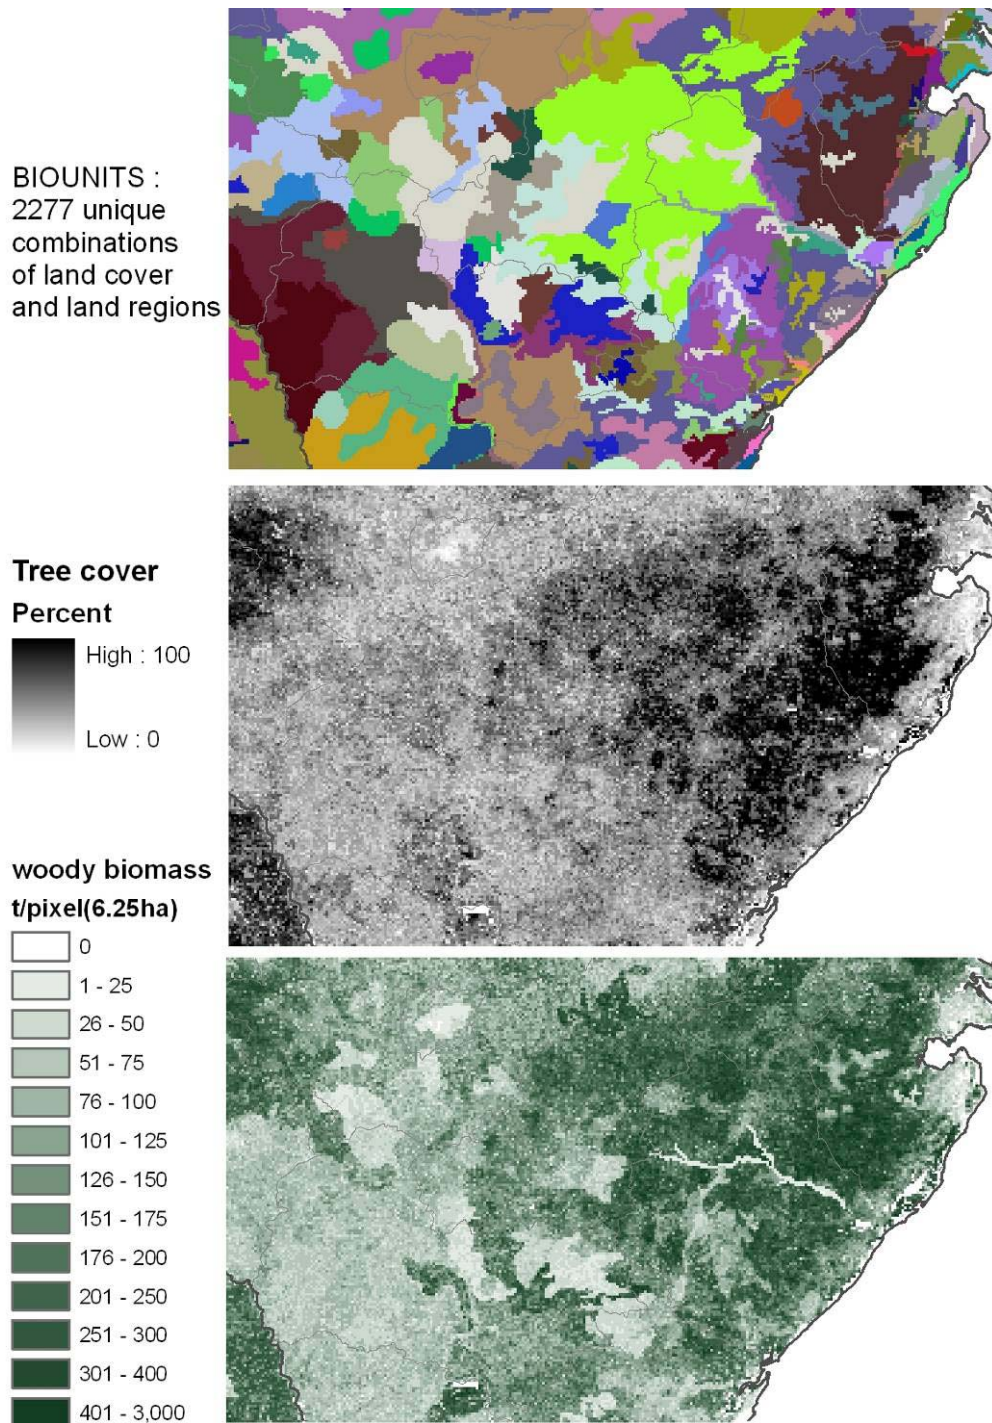 BIOUNITS :
2277 unique
combinations
of land cover
and land regions
Tree cover
Percent
High : 100
Low : 0
woody biomass
t/pixel(6.25ha)
0
1 - 25
26 - 50
51 - 75
76 - 100
101 - 125
126 - 150
151 - 175
176 - 200
201 - 250
251 - 300
301 - 400
401 - 3,000